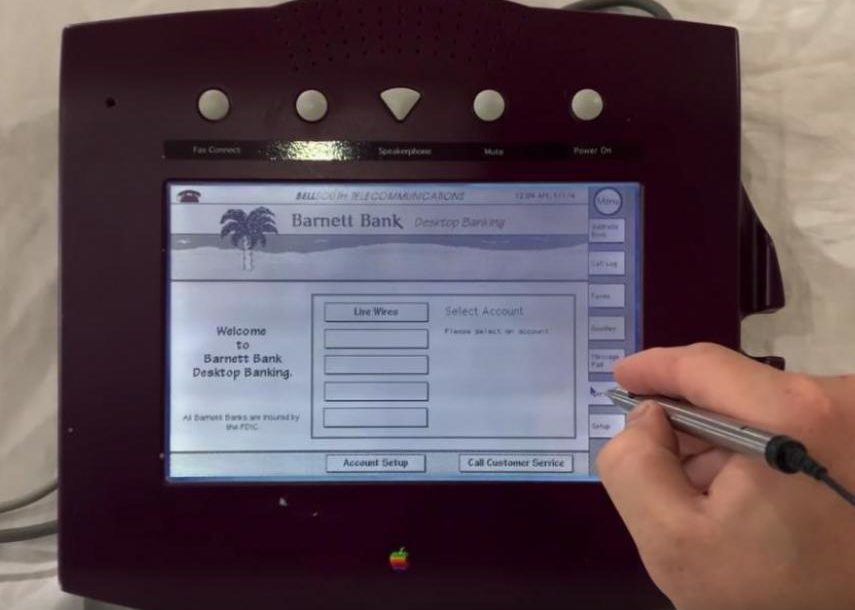 Fax Connect
Speakerphone
Mute
Power On
BELLSOUTH TELECOMMUNICATIONS
Menu
Barnett Bank Desktop Banking
Address
Book
Call Log
Forms
Message
Pad
Setup
Live Wires
Select Account
Please select an account
Welcome
to
Barnett Bank
Desktop Banking.
All Barnett Banks are insured by
the FDIC.
Account Setup
Call Customer Service